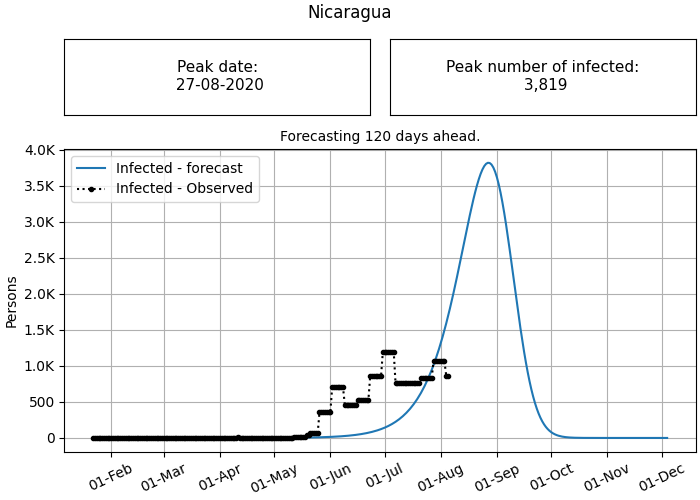 Nicaragua
Peak date:
27-08-2020
Peak number of infected:
3,819
Forecasting 120 days ahead.
Infected - forecast
Infected - Observed
Persons
4.0K
3.5K
3.0K
2.5K
2.0K
1.5K
1.0K
500
0
01-Feb
01-Mar
01-Apr
01-May
01-Jun
01-Jul
01-Aug
01-Sep
01-Oct
01-Nov
01-Dec